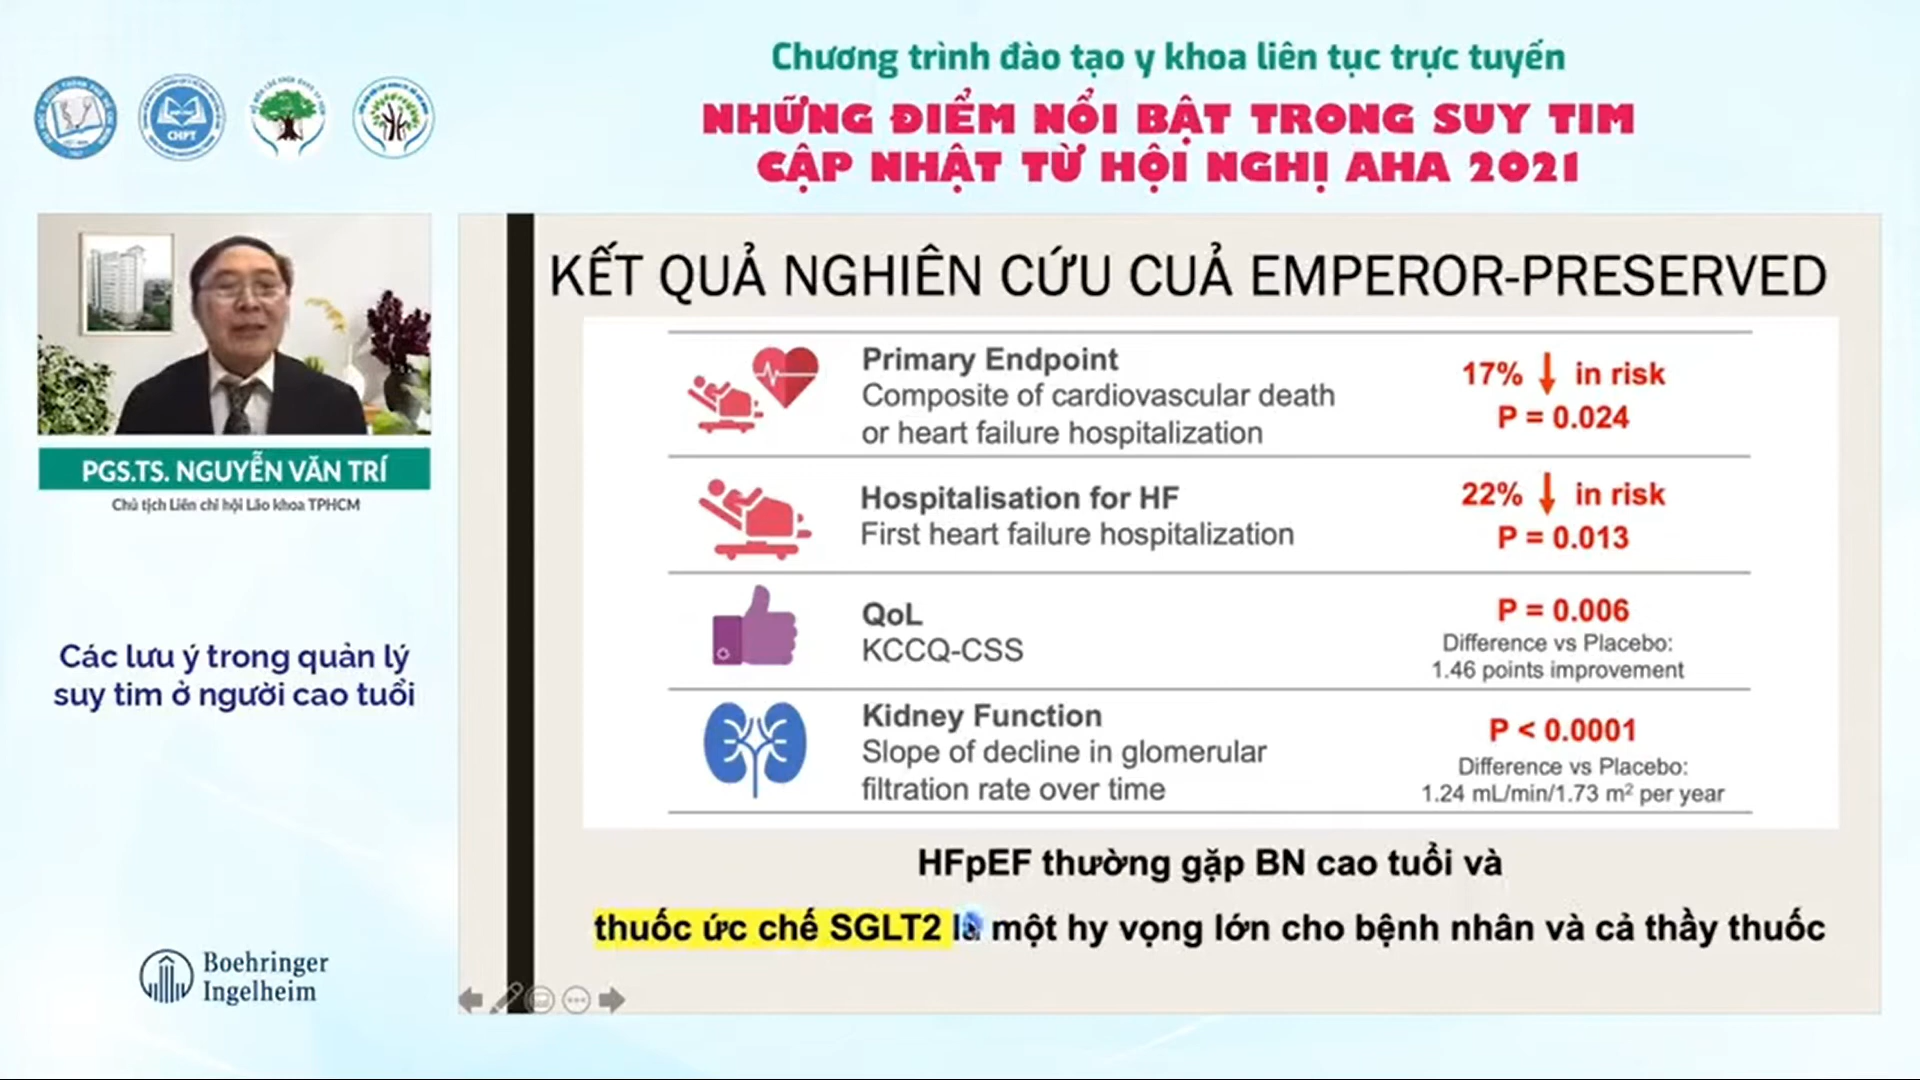 Chương trình đào tạo y khoa liên tục trực tuyến
NHỮNG ĐIỂM NỔI BẬT TRONG SUY TIM
CẬP NHẬT TỪ HỘI NGHỊ AHA 2021
CHFT
PGS.TS. NGUYỄN VĂN TRÍ
Chủ tịch Liên chi hội Lão khoa TPHCM
Các lưu ý trong quản lý
suy tim ở người cao tuổi
Boehringer
Ingelheim
KẾT QUẢ NGHIÊN CỨU CUẢ EMPEROR-PRESERVED
Primary Endpoint
Composite of cardiovascular death
or heart failure hospitalization
17% ↓ in risk
P = 0.024
Hospitalisation for HF
First heart failure hospitalization
22% ↓ in risk
P = 0.013
QoL
KCCQ-CSS
P = 0.006
Difference vs Placebo:
1.46 points improvement
Kidney Function
Slope of decline in glomerular
filtration rate over time
P < 0.0001
Difference vs Placebo:
1.24 mL/min/1.73 m² per year
HFpEF thường gặp BN cao tuổi và
thuốc ức chế SGLT2 là một hy vọng lớn cho bệnh nhân và cả thầy thuốc